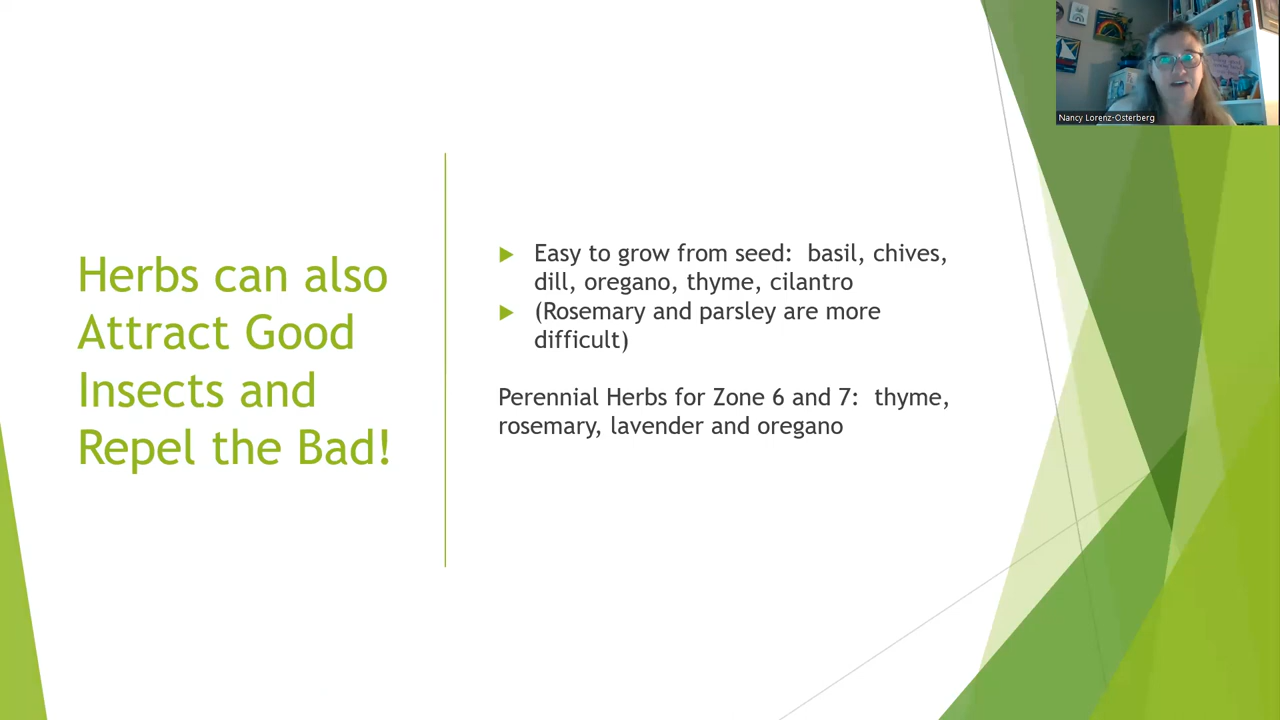 Herbs can also
Attract Good
Insects and
Repel the Bad!
Easy to grow from seed:  basil, chives,
dill, oregano, thyme, cilantro
(Rosemary and parsley are more
difficult)
Perennial Herbs for Zone 6 and 7:  thyme,
rosemary, lavender and oregano
Nancy Lorenz-Osterberg